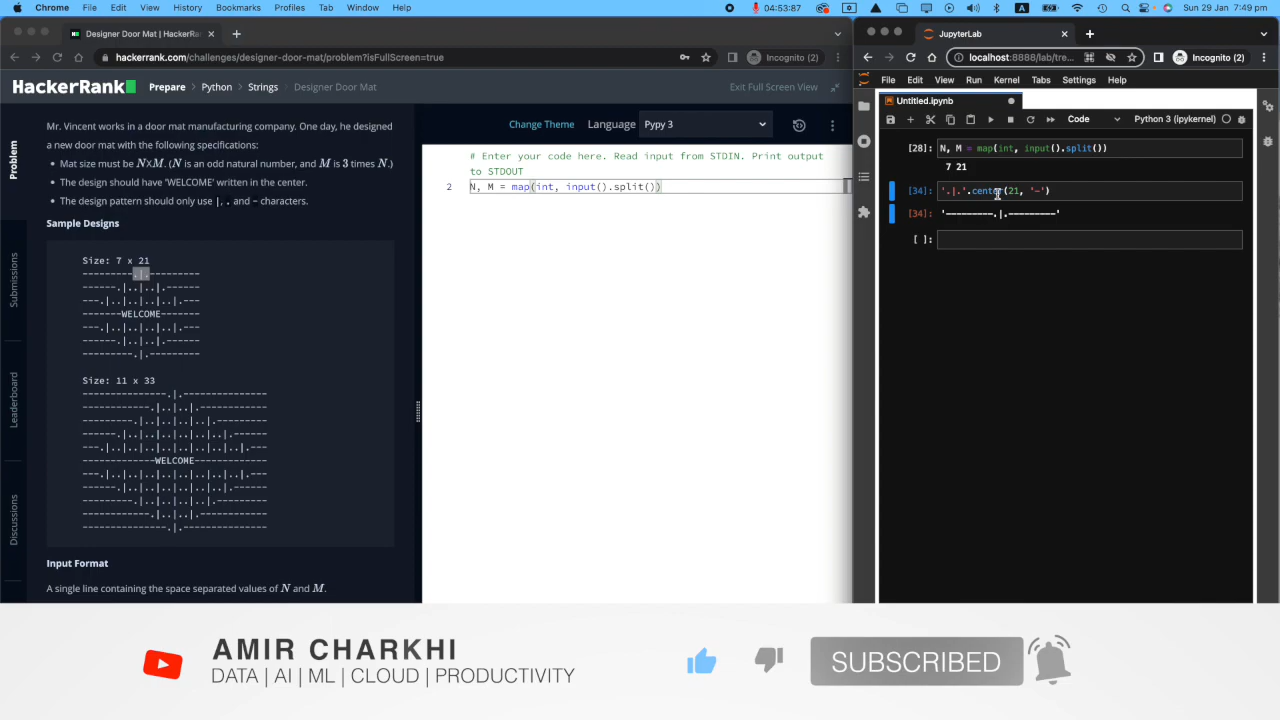 Chrome File Edit View History Bookmarks Profiles Tab Window Help
04:53:87
A
Sun 29 Jan 7:49 pm
Designer Door Mat | HackerRan
hackerrank.com/challenges/designer-door-mat/problem?isFullScreen=true
Incognito (2)
HackerRank
Prepare > Python > Strings > Designer Door Mat
Exit Full Screen View
Problem
Submissions
Leaderboard
Discussions
Mr. Vincent works in a door mat manufacturing company. One day, he designed
a new door mat with the following specifications:
• Mat size must be NXM. (N is an odd natural number, and M is 3 times N.)
• The design should have 'WELCOME' written in the center.
• The design pattern should only use |, . and - characters.
Sample Designs
Size: 7 x 21
---------.|.---------
------.|..|..|.------
---.|..|..|..|..|.---
-------WELCOME-------
---.|..|..|..|..|.---
------.|..|..|.------
---------.|.---------
Size: 11 x 33
---------------.|.---------------
------------.|..|..|.------------
---------.|..|..|..|..|.---------
------.|..|..|..|..|..|..|.------
---.|..|..|..|..|..|..|..|..|.---
-------------WELCOME-------------
---.|..|..|..|..|..|..|..|..|.---
------.|..|..|..|..|..|..|.------
---------.|..|..|..|..|.---------
------------.|..|..|.------------
---------------.|.---------------
Input Format
A single line containing the space separated values of N and M.
Change Theme Language Pypy 3
# Enter your code here. Read input from STDIN. Print output
to STDOUT
2 N, M = map(int, input().split())
JupyterLab
localhost:8888/lab/tre...
Incognito (2)
File Edit View Run Kernel Tabs Settings Help
Untitled.ipynb
Code
Python 3 (ipykernel)
[28]: N, M = map(int, input().split())
7 21
[34]: '.|.'.center(21, '-')
[34]: '---------.|.---------'
[ ]:
AMIR CHARKHI
DATA | AI | ML | CLOUD | PRODUCTIVITY
SUBSCRIBED